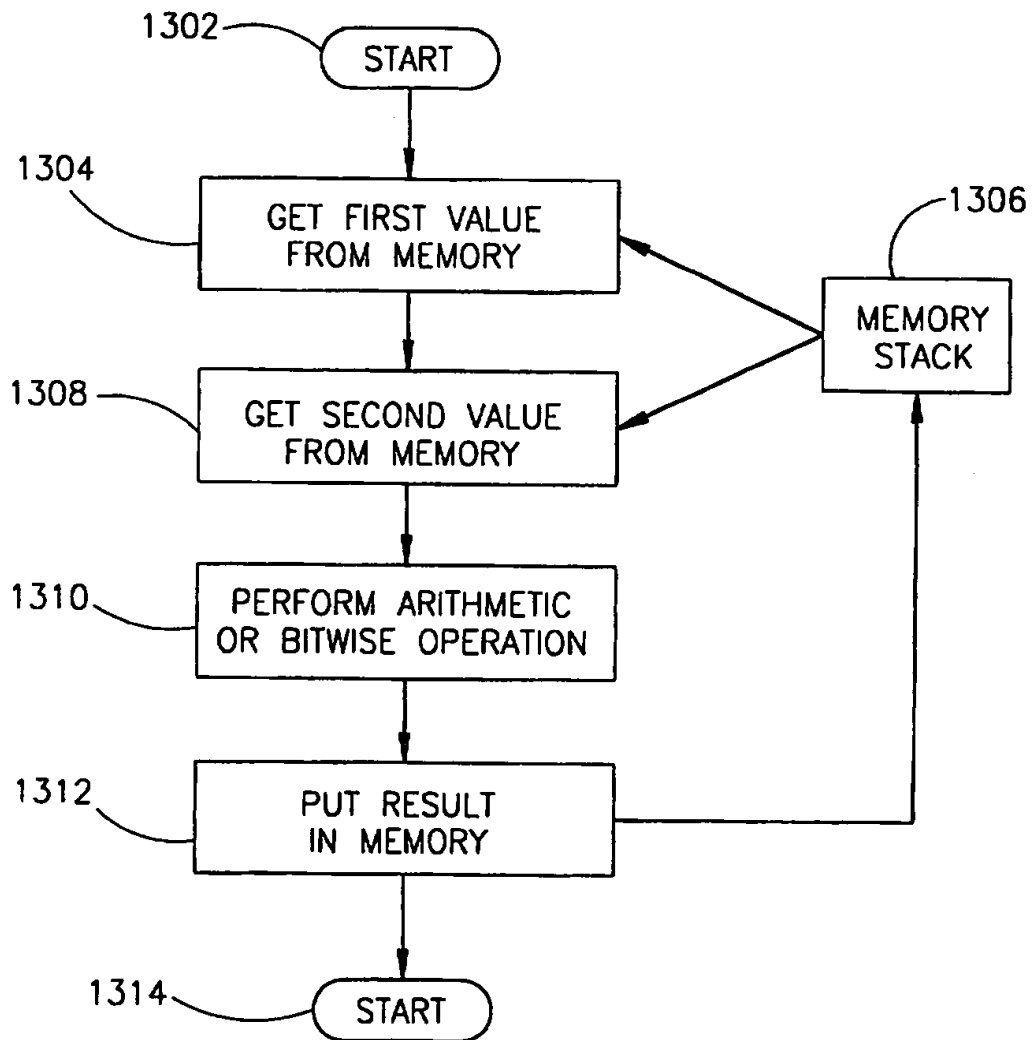 1302
START
1304
GET FIRST VALUE
FROM MEMORY
1306
MEMORY
STACK
1308
GET SECOND VALUE
FROM MEMORY
1310
PERFORM ARITHMETIC
OR BITWISE OPERATION
1312
PUT RESULT
IN MEMORY
1314
START